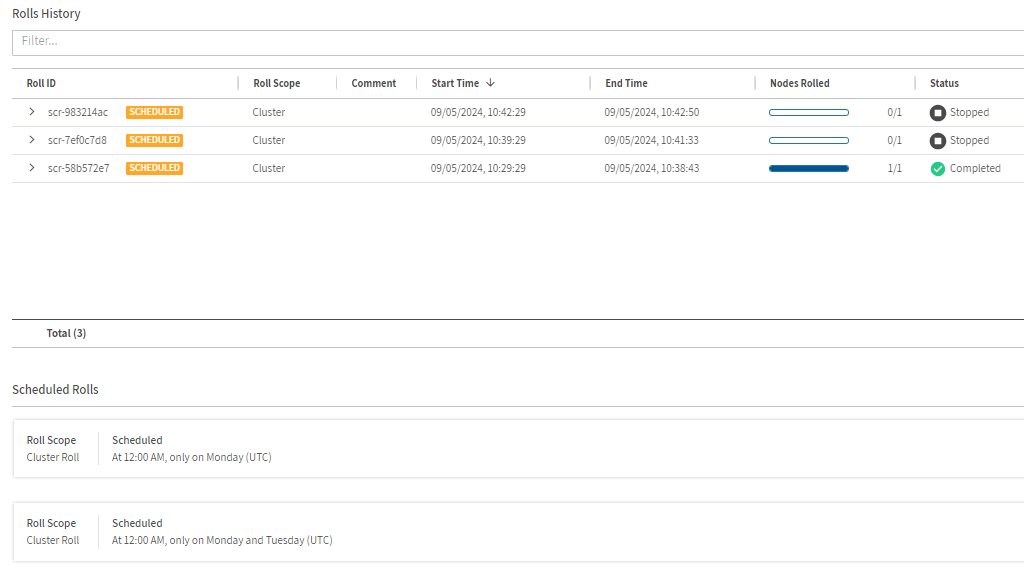 Rolls History
Filter...
Roll ID Roll Scope Comment Start Time End Time Nodes Rolled Status
scr-983214ac SCHEDULED Cluster 09/05/2024, 10:42:29 09/05/2024, 10:42:50 0/1 Stopped
scr-7ef0c7d8 SCHEDULED Cluster 09/05/2024, 10:39:29 09/05/2024, 10:41:33 0/1 Stopped
scr-58b572e7 SCHEDULED Cluster 09/05/2024, 10:29:29 09/05/2024, 10:38:43 1/1 Completed
Total (3)
Scheduled Rolls
Roll Scope Scheduled
Cluster Roll At 12:00 AM, only on Monday (UTC)
Roll Scope Scheduled
Cluster Roll At 12:00 AM, only on Monday and Tuesday (UTC)